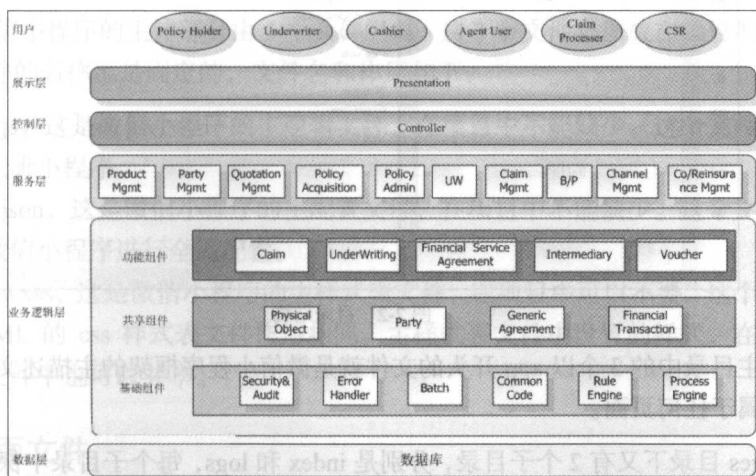 用户
Policy Holder
Underwriter
Cashier
Agent User
Claim
Processer
CSR
展示层
Presentation
控制层
Controller
服务层
Product
Mgmt
Party
Mgmt
Quotation
Mgmt
Policy
Acquisition
Policy
Admin
UW
Claim
Mgmt
B/P
Channel
Mgmt
Co/Reinsura
nce Mgmt
业务逻辑层
功能组件
Claim
UnderWriting
Financial Service
Agreement
Intermediary
Voucher
共享组件
Physical
Object
Party
Generic
Agreement
Financial
Transaction
基础组件
Security&
Audit
Error
Handler
Batch
Common
Code
Rule
Engine
Process
Engine
数据层
数据库